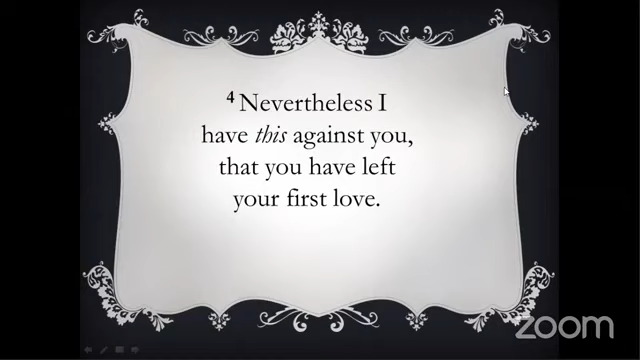 4 Nevertheless I
have this against you,
that you have left
your first love.
zoom